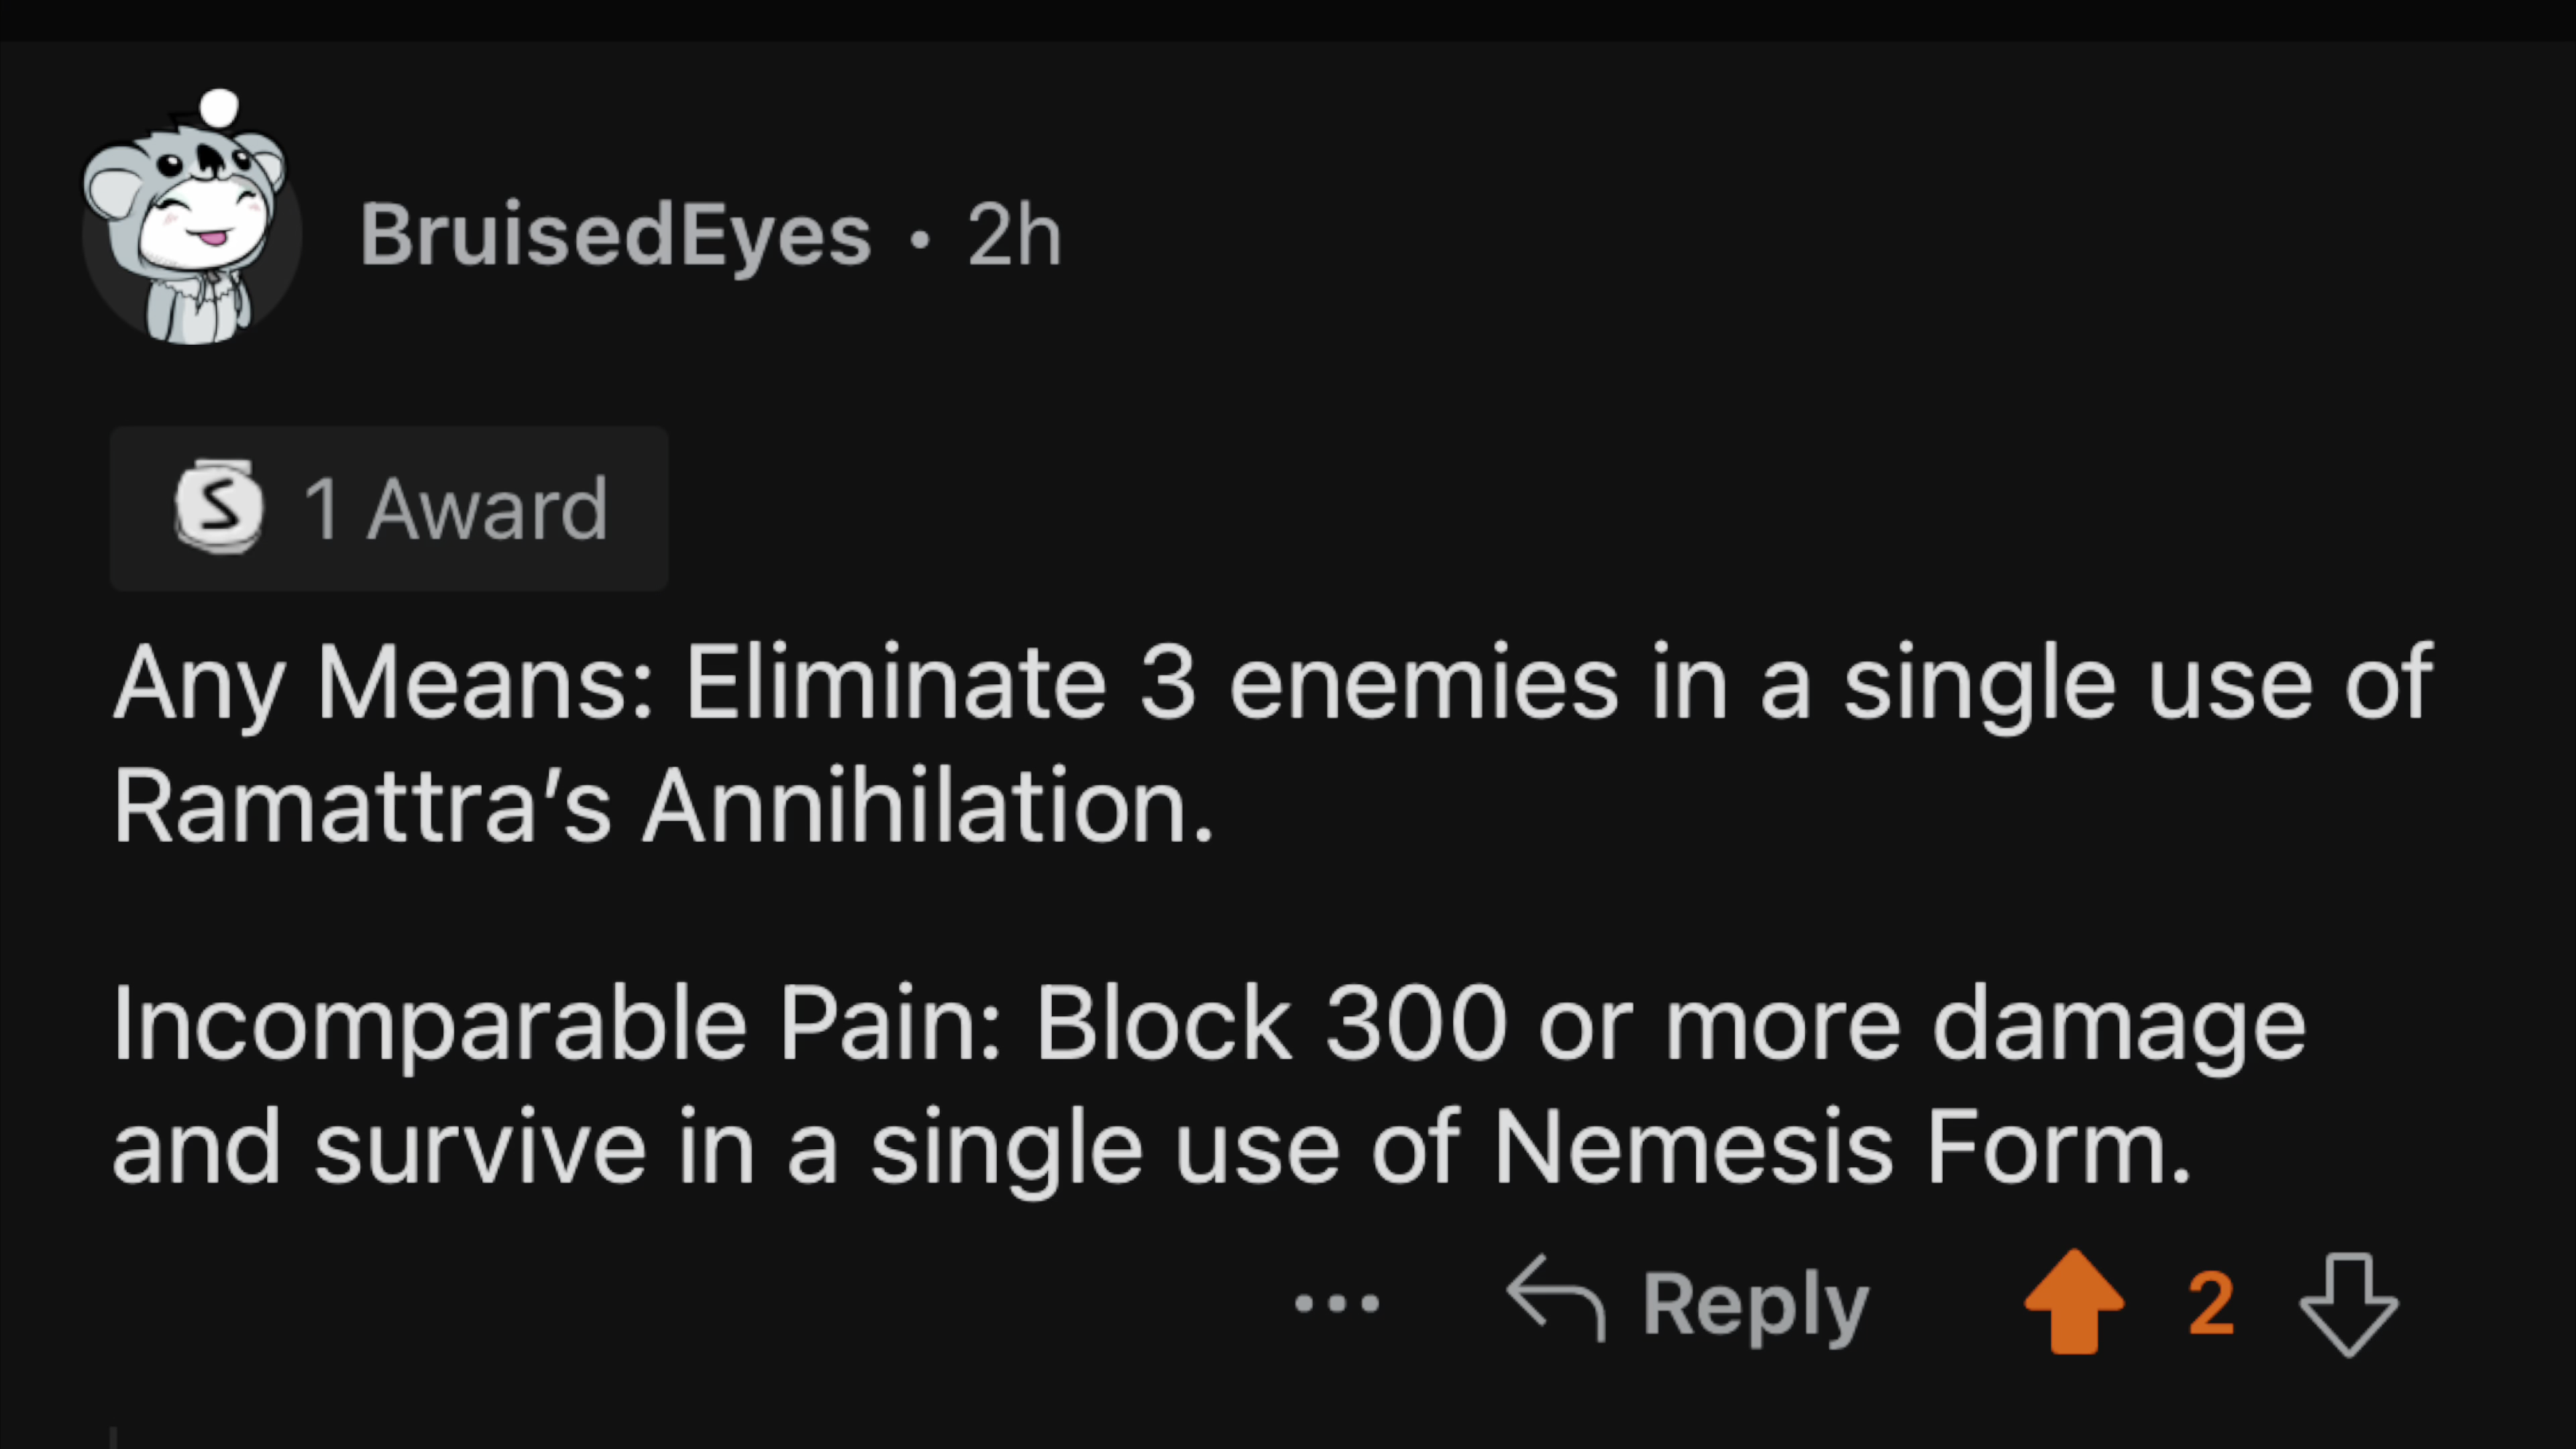 BruisedEyes • 2h
S 1 Award
Any Means: Eliminate 3 enemies in a single use of
Ramattra’s Annihilation.
Incomparable Pain: Block 300 or more damage
and survive in a single use of Nemesis Form.
... Reply 2